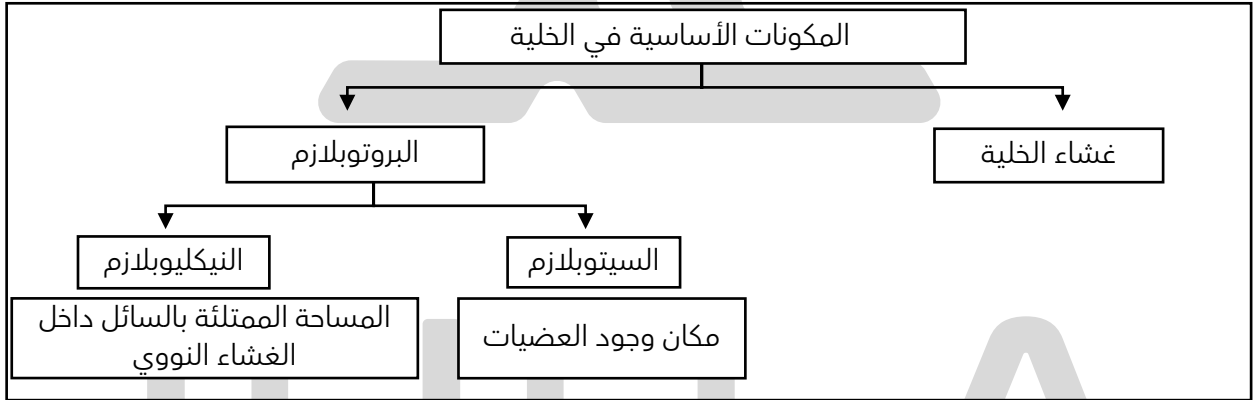 المكونات الأساسية في الخلية
غشاء الخلية
البروتوبلازم
السيتوبلازم
النيكليوبلازم
مكان وجود العضيات
المساحة الممتلئة بالسائل داخل
الغشاء النووي